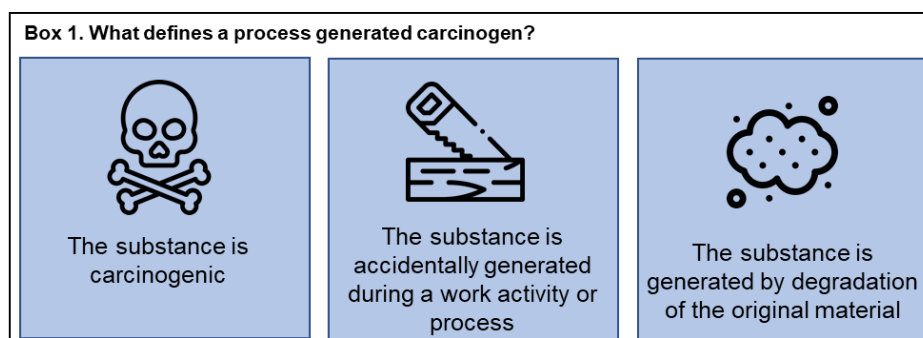 Box 1. What defines a process generated carcinogen?
The substance is
carcinogenic
The substance is
accidentally generated
during a work activity or
process
The substance is
generated by degradation
of the original material